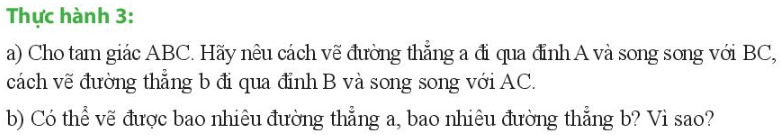 Thực hành 3:
a) Cho tam giác ABC. Hãy nêu cách vẽ đường thẳng a đi qua đỉnh A và song song với BC,
cách vẽ đường thẳng b đi qua đỉnh B và song song với AC.
b) Có thể vẽ được bao nhiêu đường thẳng a, bao nhiêu đường thẳng b? Vì sao?